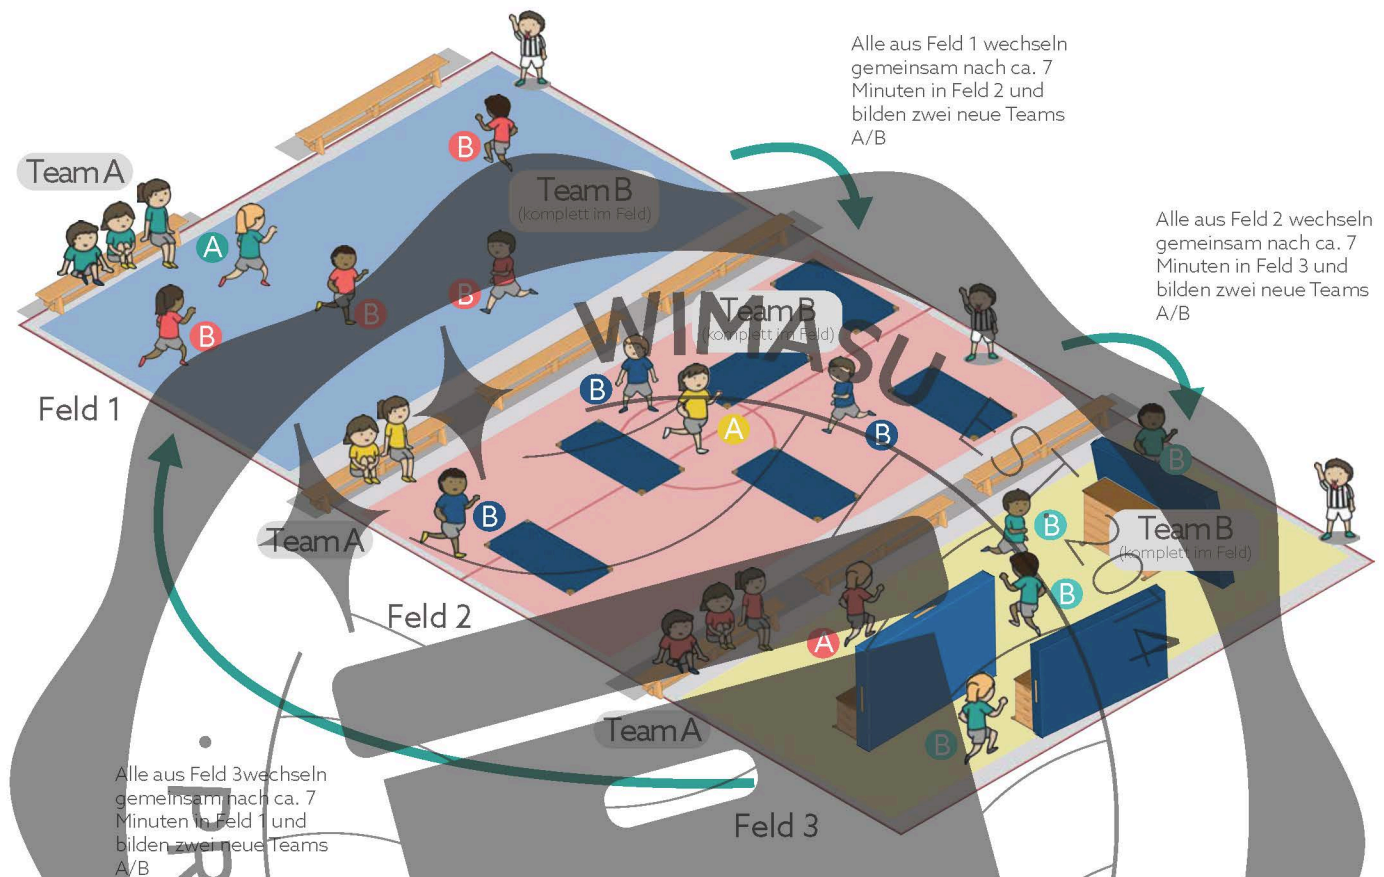 Alle aus Feld 1 wechseln
gemeinsam nach ca. 7
Minuten in Feld 2 und
bilden zwei neue Teams
A/B
Team A
B
Team B
(komplett im Feld)
A
B
B
B
Feld 1
Alle aus Feld 2 wechseln
gemeinsam nach ca. 7
Minuten in Feld 3 und
bilden zwei neue Teams
A/B
Team B
(komplett im Feld)
WIMASU
B
A
B
B
Team A
Feld 2
B
B
Team B
(komplett im Feld)
B
A
B
Team A
Feld 3
Alle aus Feld 3wechseln
gemeinsam nach ca. 7
Minuten in Feld 1 und
bilden zwei neue Teams
A/B